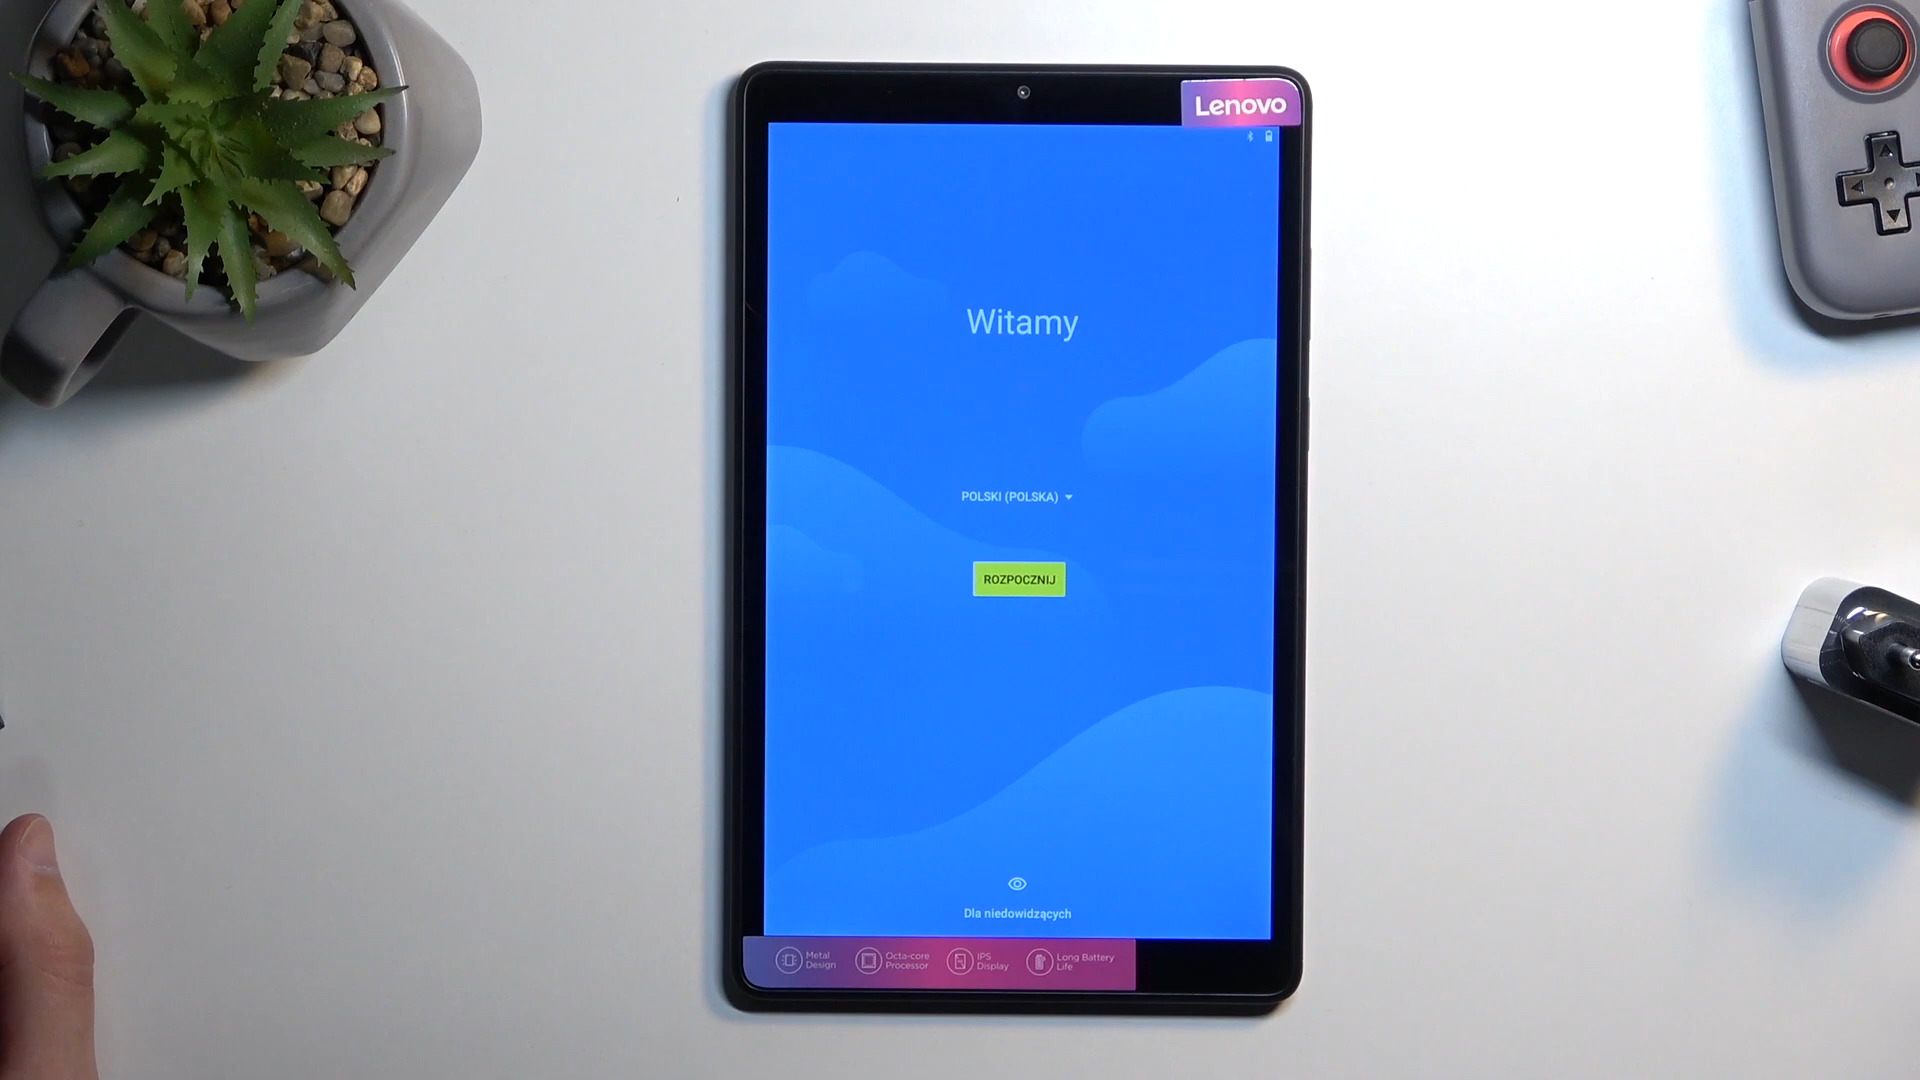 Lenovo
Witamy
POLSKI (POLSKA)
ROZPOCZNIJ
Dla niedowidzących
Metal
Design
Octa-core
Processor
IPS
Display
Long Battery
Life